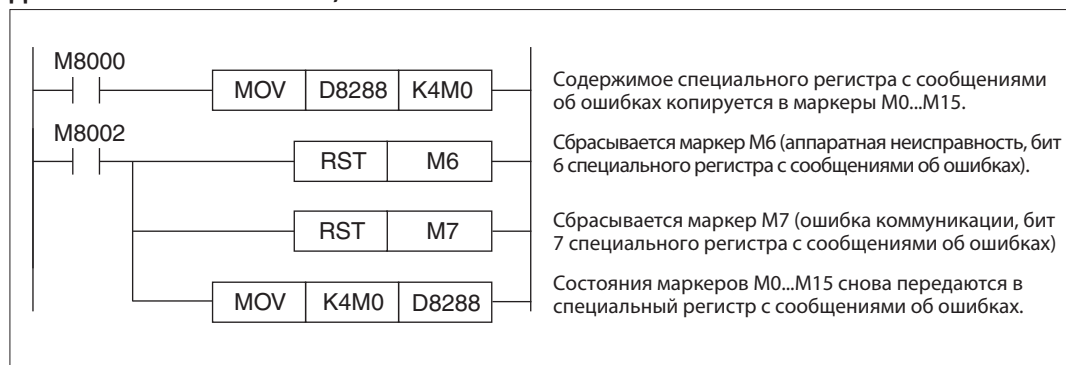 M8000
MOV D8288 K4M0
Содержимое специального регистра с сообщениями
об ошибках копируется в маркеры M0...M15.
M8002
RST M6
Сбрасывается маркер M6 (аппаратная неисправность, бит
6 специального регистра с сообщениями об ошибках).
RST M7
Сбрасывается маркер M7 (ошибка коммуникации, бит
7 специального регистра с сообщениями об ошибках)
MOV K4M0 D8288
Состояния маркеров M0...M15 снова передаются в
специальный регистр с сообщениями об ошибках.